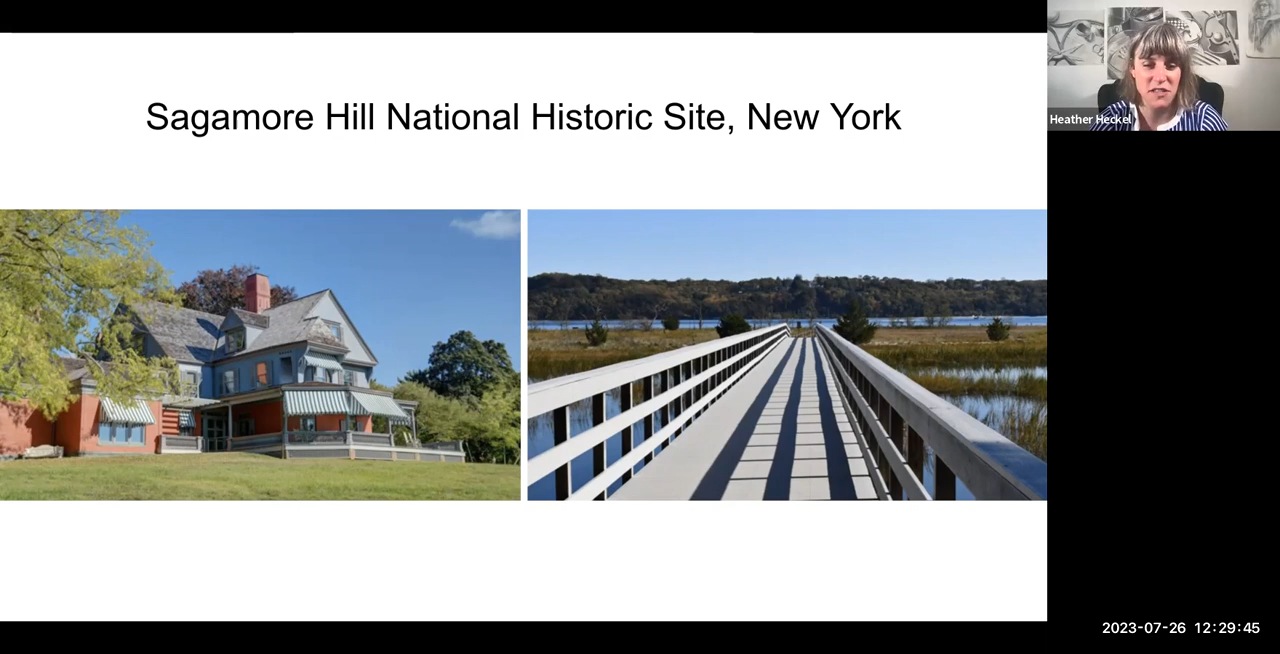 Sagamore Hill National Historic Site, New York
Heather Heckel
2023-07-26 12:29:45